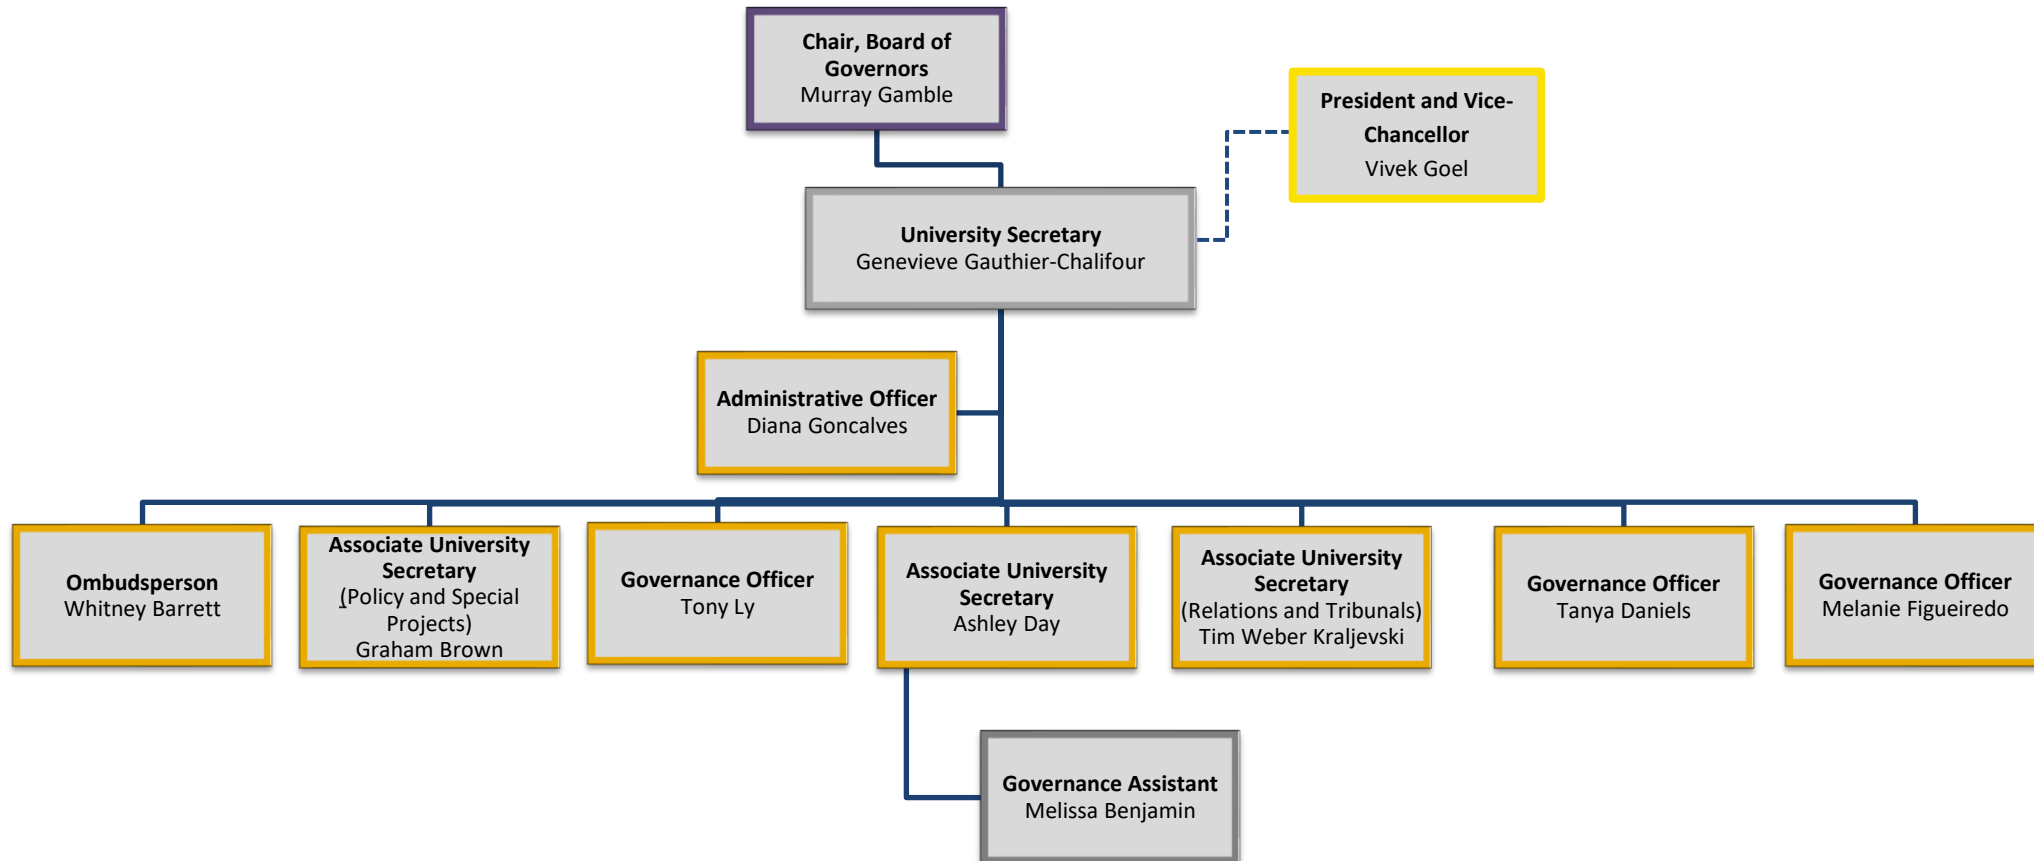 Chair, Board of
Governors
Murray Gamble
President and Vice-
Chancellor
Vivek Goel
University Secretary
Genevieve Gauthier-Chalifour
Administrative Officer
Diana Goncalves
Ombudsperson
Whitney Barrett
Associate University
Secretary
(Policy and Special
Projects)
Graham Brown
Governance Officer
Tony Ly
Associate University
Secretary
Ashley Day
Associate University
Secretary
(Relations and Tribunals)
Tim Weber Kraljevski
Governance Officer
Tanya Daniels
Governance Officer
Melanie Figueiredo
Governance Assistant
Melissa Benjamin